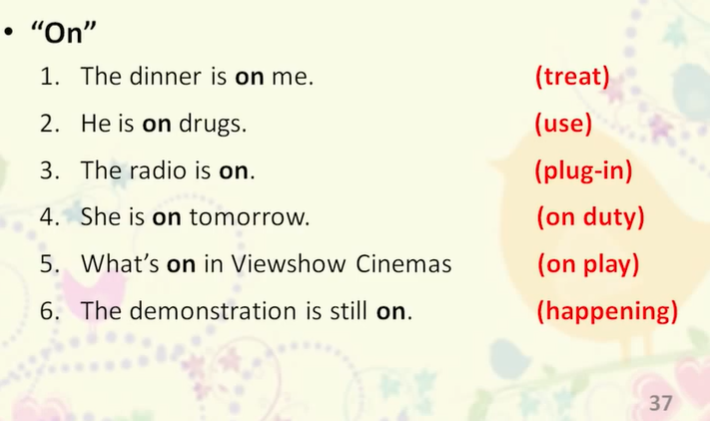 • “On”
1. The dinner is on me. (treat)
2. He is on drugs. (use)
3. The radio is on. (plug-in)
4. She is on tomorrow. (on duty)
5. What’s on in Viewshow Cinemas (on play)
6. The demonstration is still on. (happening)
37